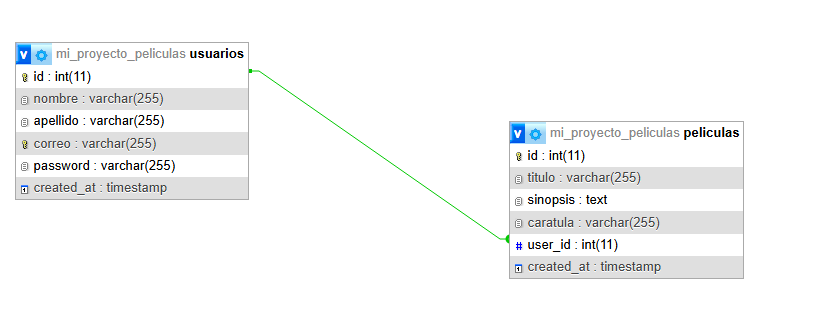 v mi_proyecto_peliculas usuarios
id : int(11)
nombre : varchar(255)
apellido : varchar(255)
correo : varchar(255)
password : varchar(255)
created_at : timestamp
v mi_proyecto_peliculas peliculas
id : int(11)
titulo : varchar(255)
sinopsis : text
caratula : varchar(255)
# user_id : int(11)
created_at : timestamp